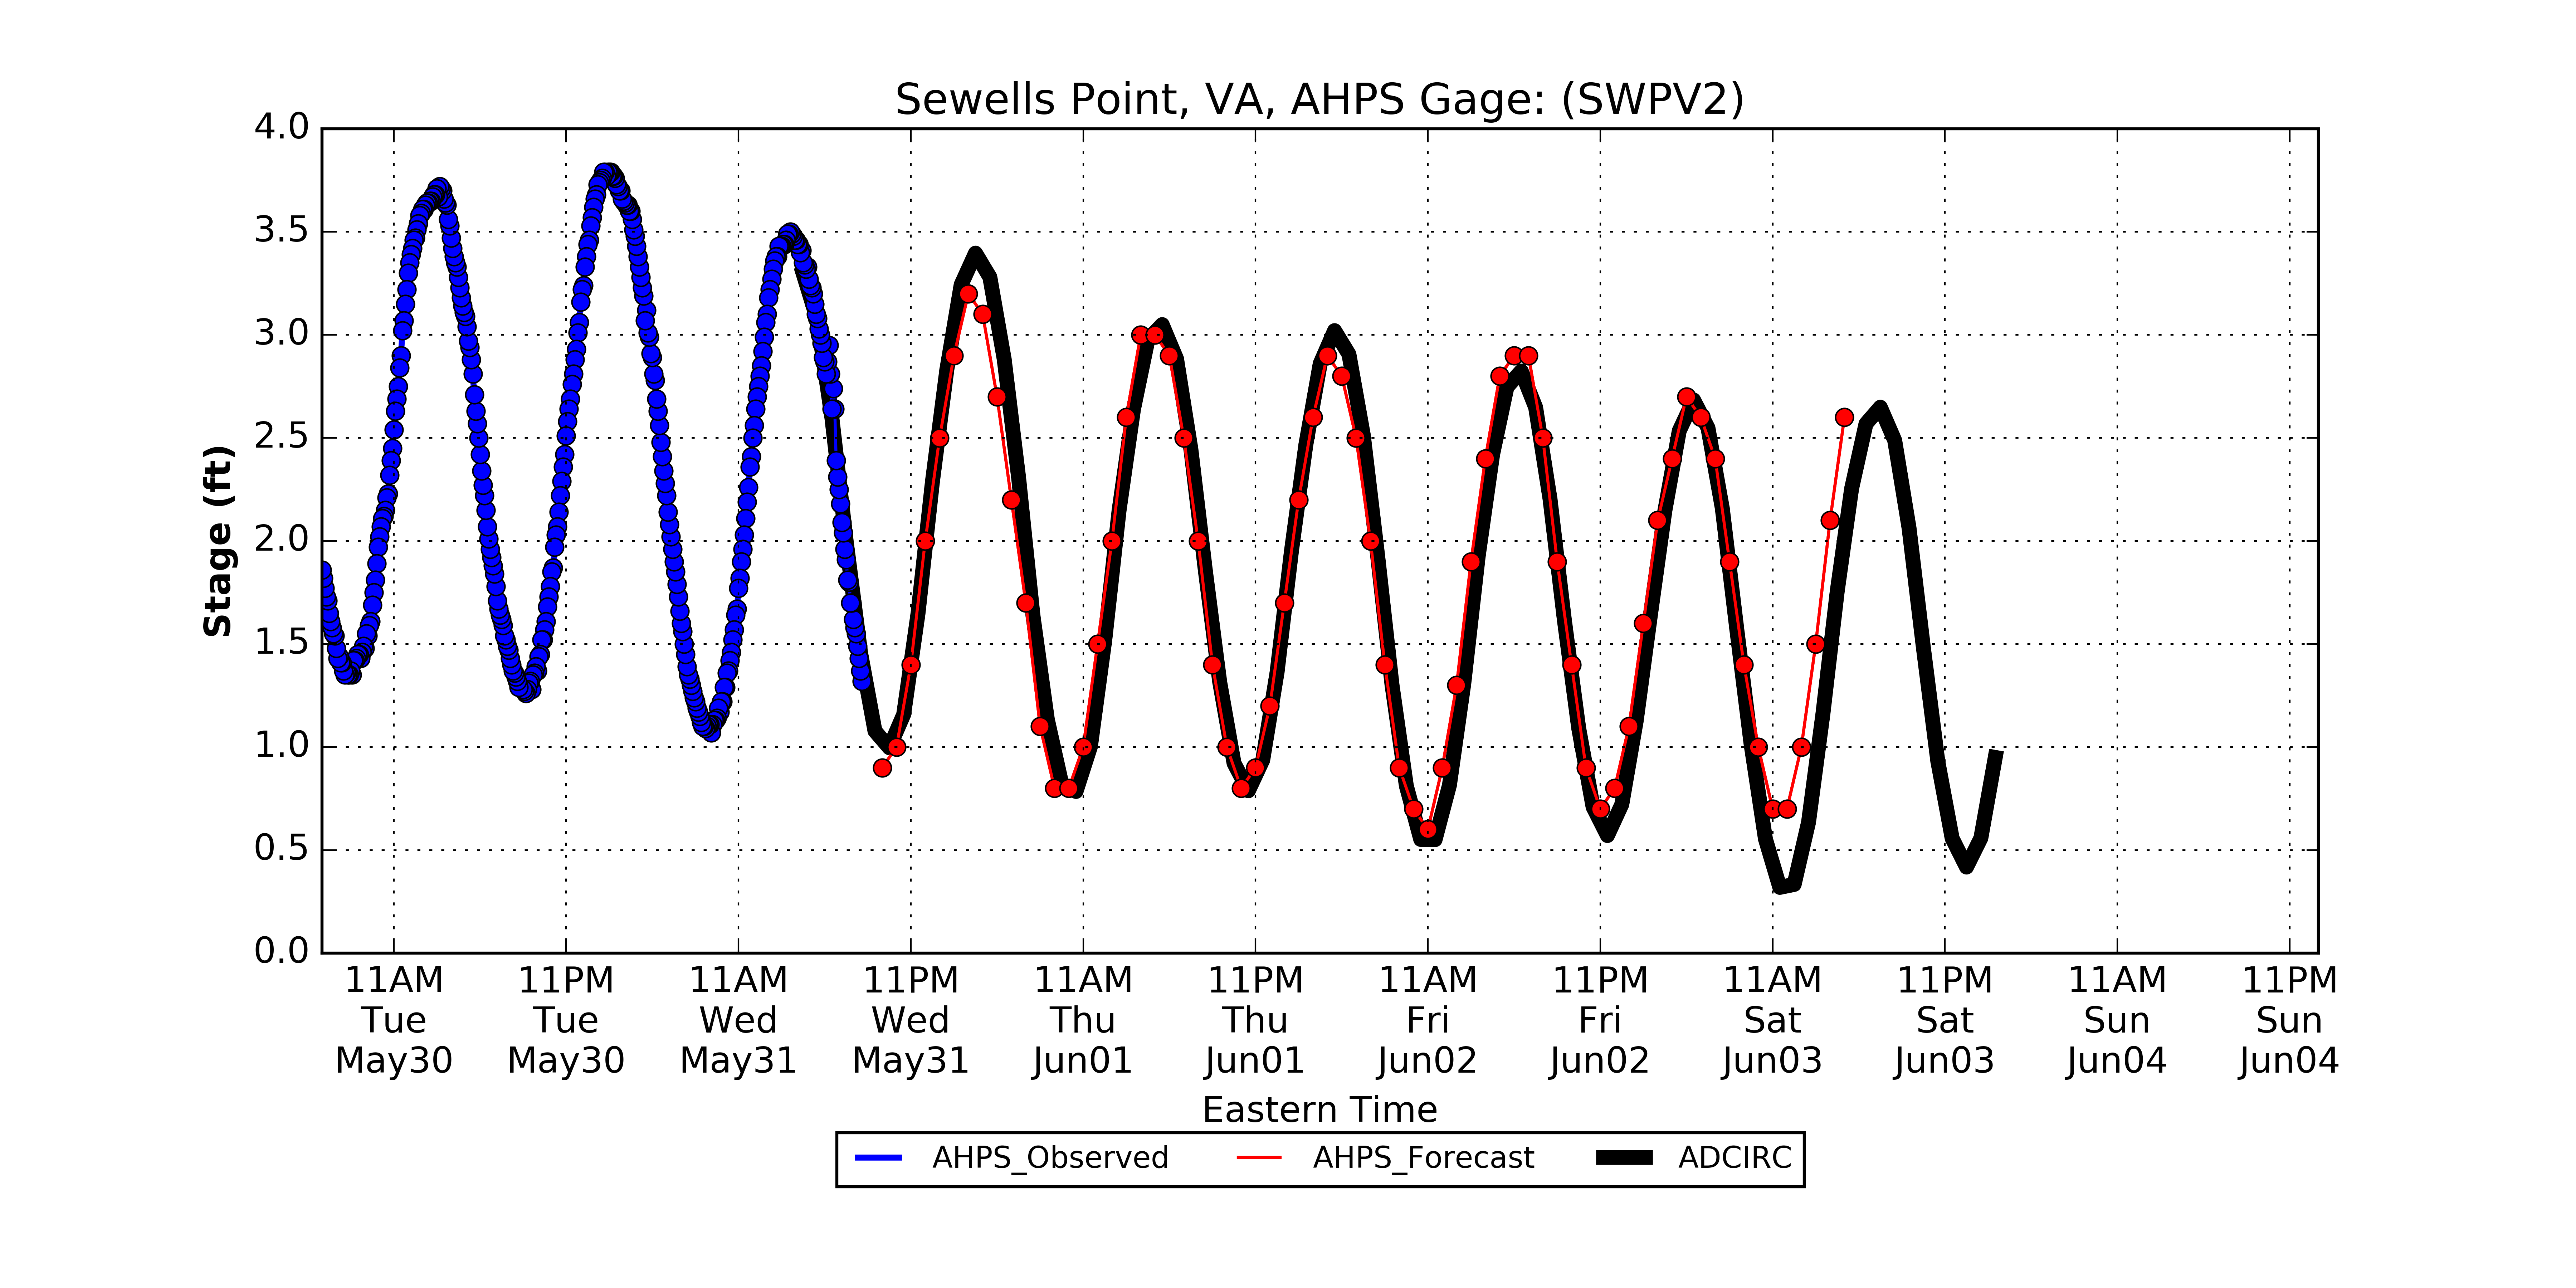 Sewells Point, VA, AHPS Gage: (SWPV2)
4.0
3.5
3.0
2.5
2.0
1.5
1.0
0.5
0.0
Stage (ft)
11AM 11PM 11AM 11PM 11AM 11PM 11AM 11PM 11AM 11PM 11AM 11PM
Tue Tue Wed Wed Thu Thu Fri Fri Sat Sat Sun Sun
May30 May30 May31 May31 Jun01 Jun01 Jun02 Jun02 Jun03 Jun03 Jun04 Jun04
Eastern Time
AHPS_Observed AHPS_Forecast ADCIRC